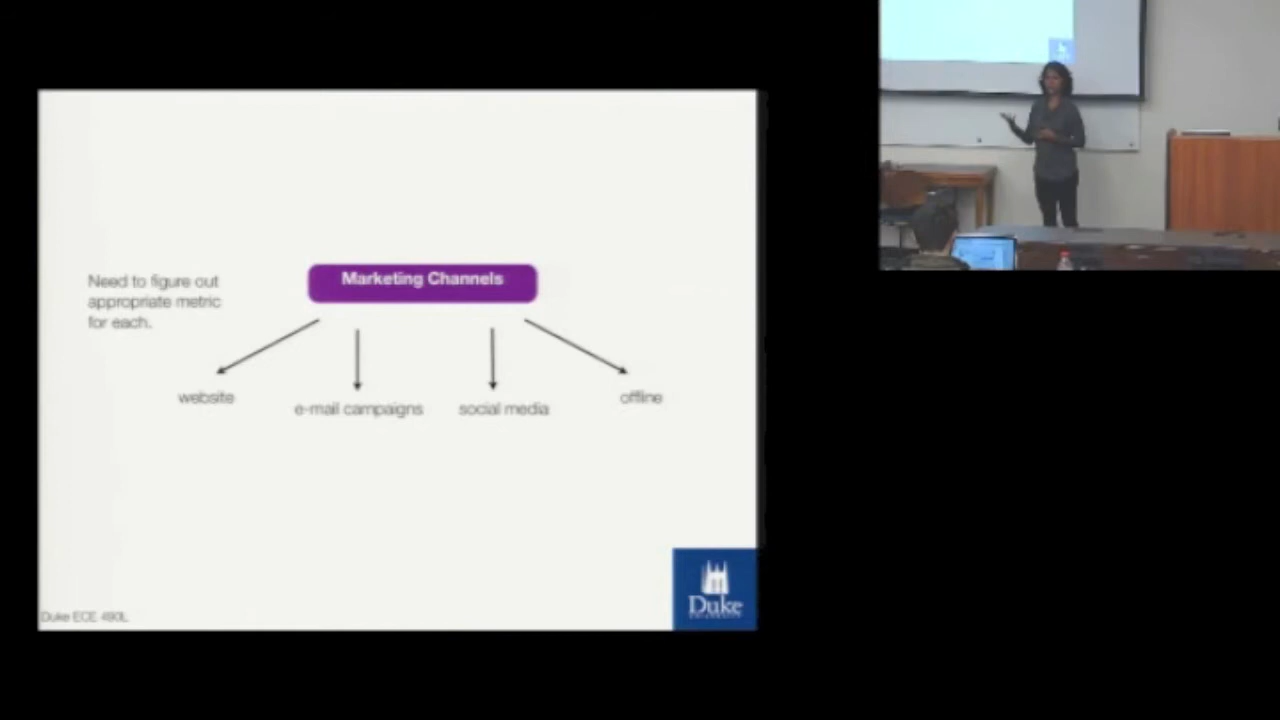 Marketing Channels
Need to figure out
appropriate metric
for each.
website
e-mail campaigns
social media
offline
Duke ECE 490L
Duke
UNIVERSITY